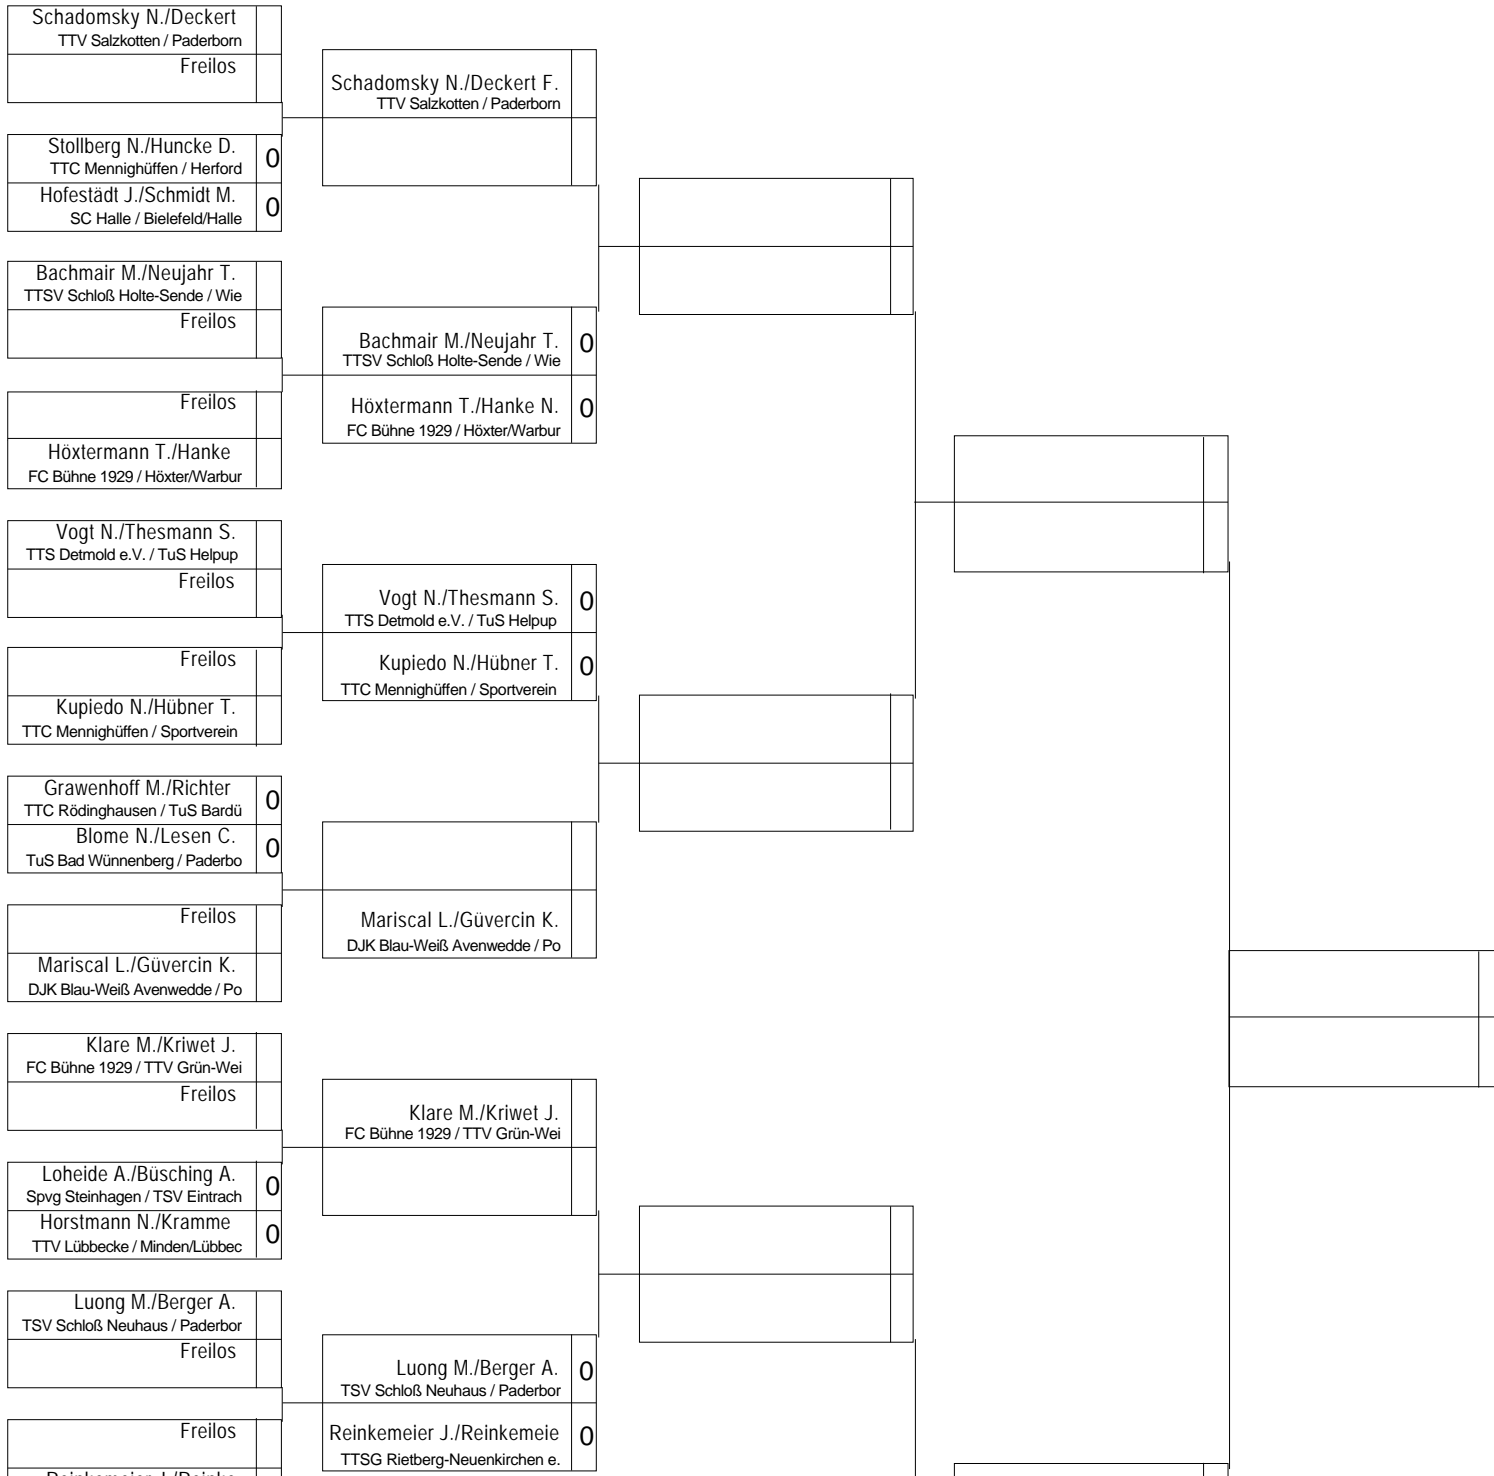 Schadomsky N./Deckert
TTV Salzkotten / Paderborn
Freilos
Stollberg N./Huncke D.
0
TTC Mennighüffen / Herford
Hofestädt J./Schmidt M.
0
SC Halle / Bielefeld/Halle
Bachmair M./Neujahr T.
TTSV Schloß Holte-Sende / Wie
Freilos
Freilos
Höxtermann T./Hanke
FC Bühne 1929 / Höxter/Warbur
Vogt N./Thesmann S.
TTS Detmold e.V. / TuS Helpup
Freilos
Freilos
Kupiedo N./Hübner T.
TTC Mennighüffen / Sportverein
Grawenhoff M./Richter
0
TTC Rödinghausen / TuS Bardü
Blome N./Lesen C.
0
TuS Bad Wünnenberg / Paderbo
Freilos
Mariscal L./Güvercin K.
DJK Blau-Weiß Avenwedde / Po
Klare M./Kriwet J.
FC Bühne 1929 / TTV Grün-Wei
Freilos
Loheide A./Büsching A.
0
Spvg Steinhagen / TSV Eintrach
Horstmann N./Kramme
0
TTV Lübbecke / Minden/Lübbec
Luong M./Berger A.
TSV Schloß Neuhaus / Paderbor
Freilos
Freilos
Schadomsky N./Deckert F.
TTV Salzkotten / Paderborn
Bachmair M./Neujahr T.
0
TTSV Schloß Holte-Sende / Wie
Höxtermann T./Hanke N.
0
FC Bühne 1929 / Höxter/Warbur
Vogt N./Thesmann S.
0
TTS Detmold e.V. / TuS Helpup
Kupiedo N./Hübner T.
0
TTC Mennighüffen / Sportverein
Mariscal L./Güvercin K.
DJK Blau-Weiß Avenwedde / Po
Klare M./Kriwet J.
FC Bühne 1929 / TTV Grün-Wei
Luong M./Berger A.
0
TSV Schloß Neuhaus / Paderbor
Reinkemeier J./Reinkemeie
0
TTSG Rietberg-Neuenkirchen e.